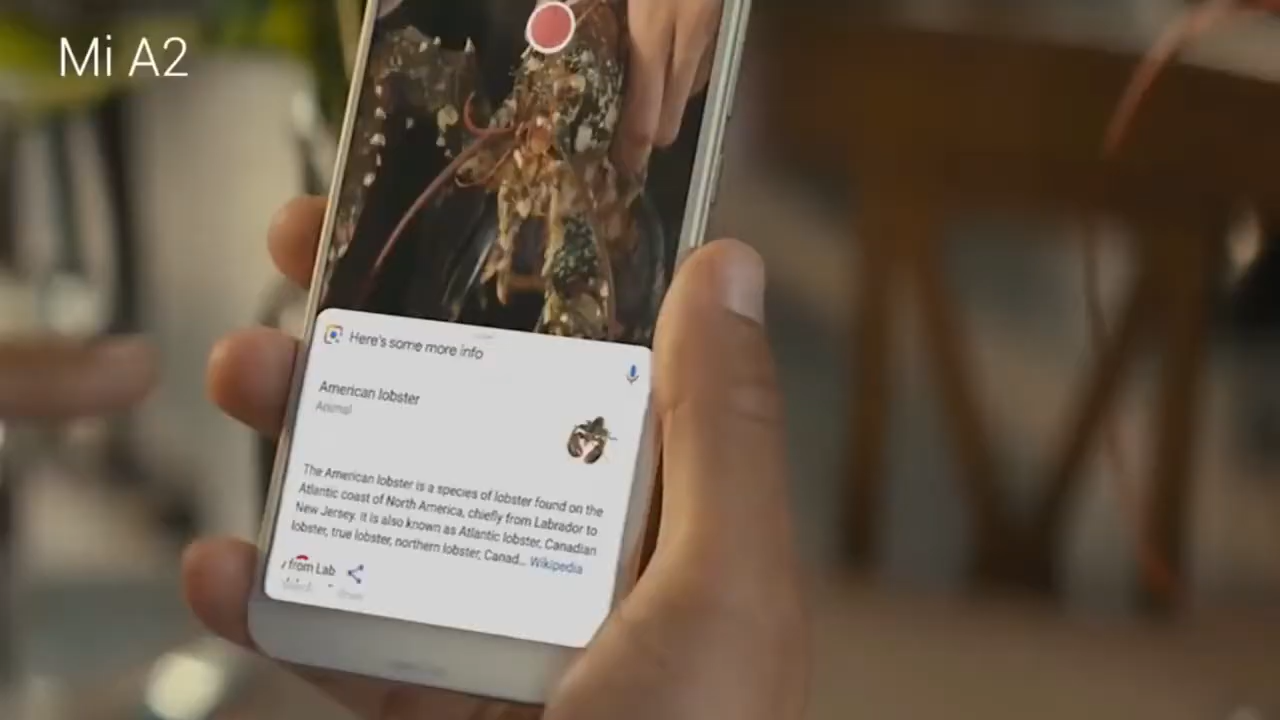 Mi A2
Here's some more info
American lobster
Animal
The American lobster is a species of lobster found on the
Atlantic coast of North America, chiefly from Labrador to
New Jersey. It is also known as Atlantic lobster, Canadian
lobster, true lobster, northern lobster, Canad... Wikipedia
from Lab